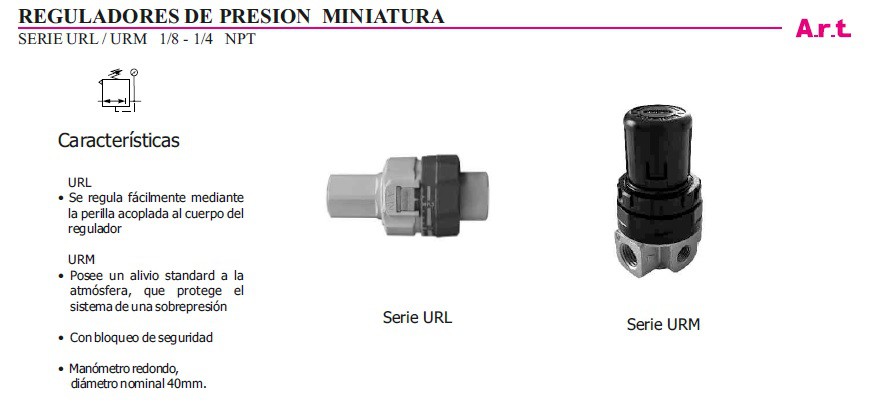 REGULADORES DE PRESION MINIATURA
SERIE URL / URM 1/8 - 1/4 NPT
A.r.t.
Características
URL
• Se regula fácilmente mediante
la perilla acoplada al cuerpo del
regulador
URM
• Posee un alivio standard a la
atmósfera, que protege el
sistema de una sobrepresión
• Con bloqueo de seguridad
• Manómetro redondo,
diámetro nominal 40mm.
Serie URL
Serie URM